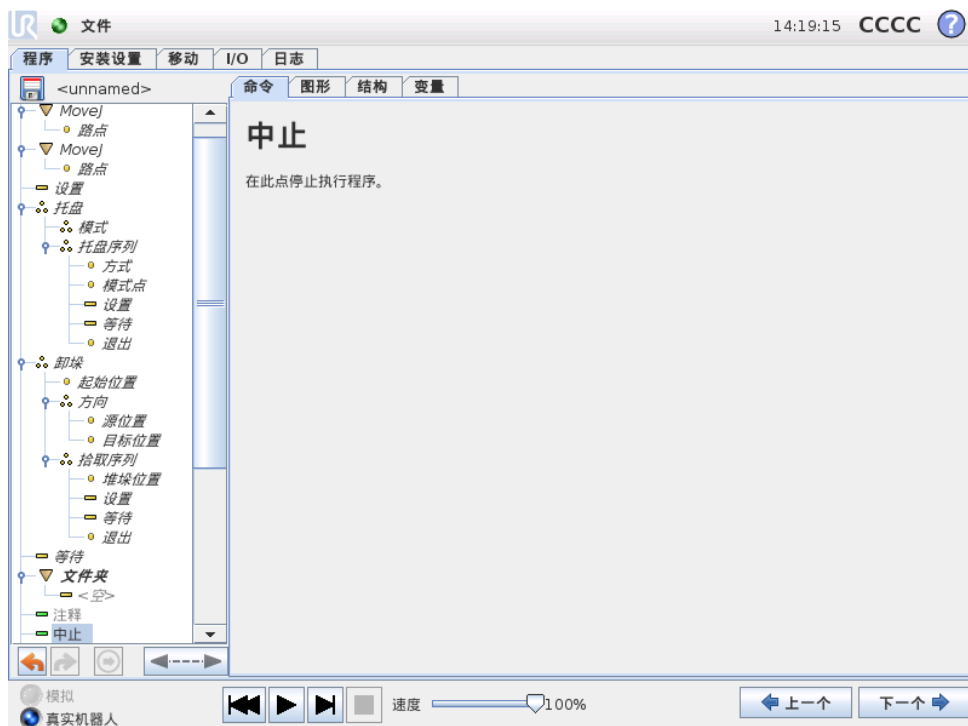 UR 文件 14:19:15 CCCC ?
程序 安装设置 移动 I/O 日志
<unnamed> 命令 图形 结构 变量
MoveJ
路点
MoveJ
路点
设置
托盘
模式
托盘序列
方式
模式点
设置
等待
退出
卸垛
起始位置
方向
源位置
目标位置
拾取序列
堆垛位置
设置
等待
退出
等待
文件夹
<空>
注释
中止
中止
在此点停止执行程序。
模拟
真实机器人
速度 100% 上一个 下一个